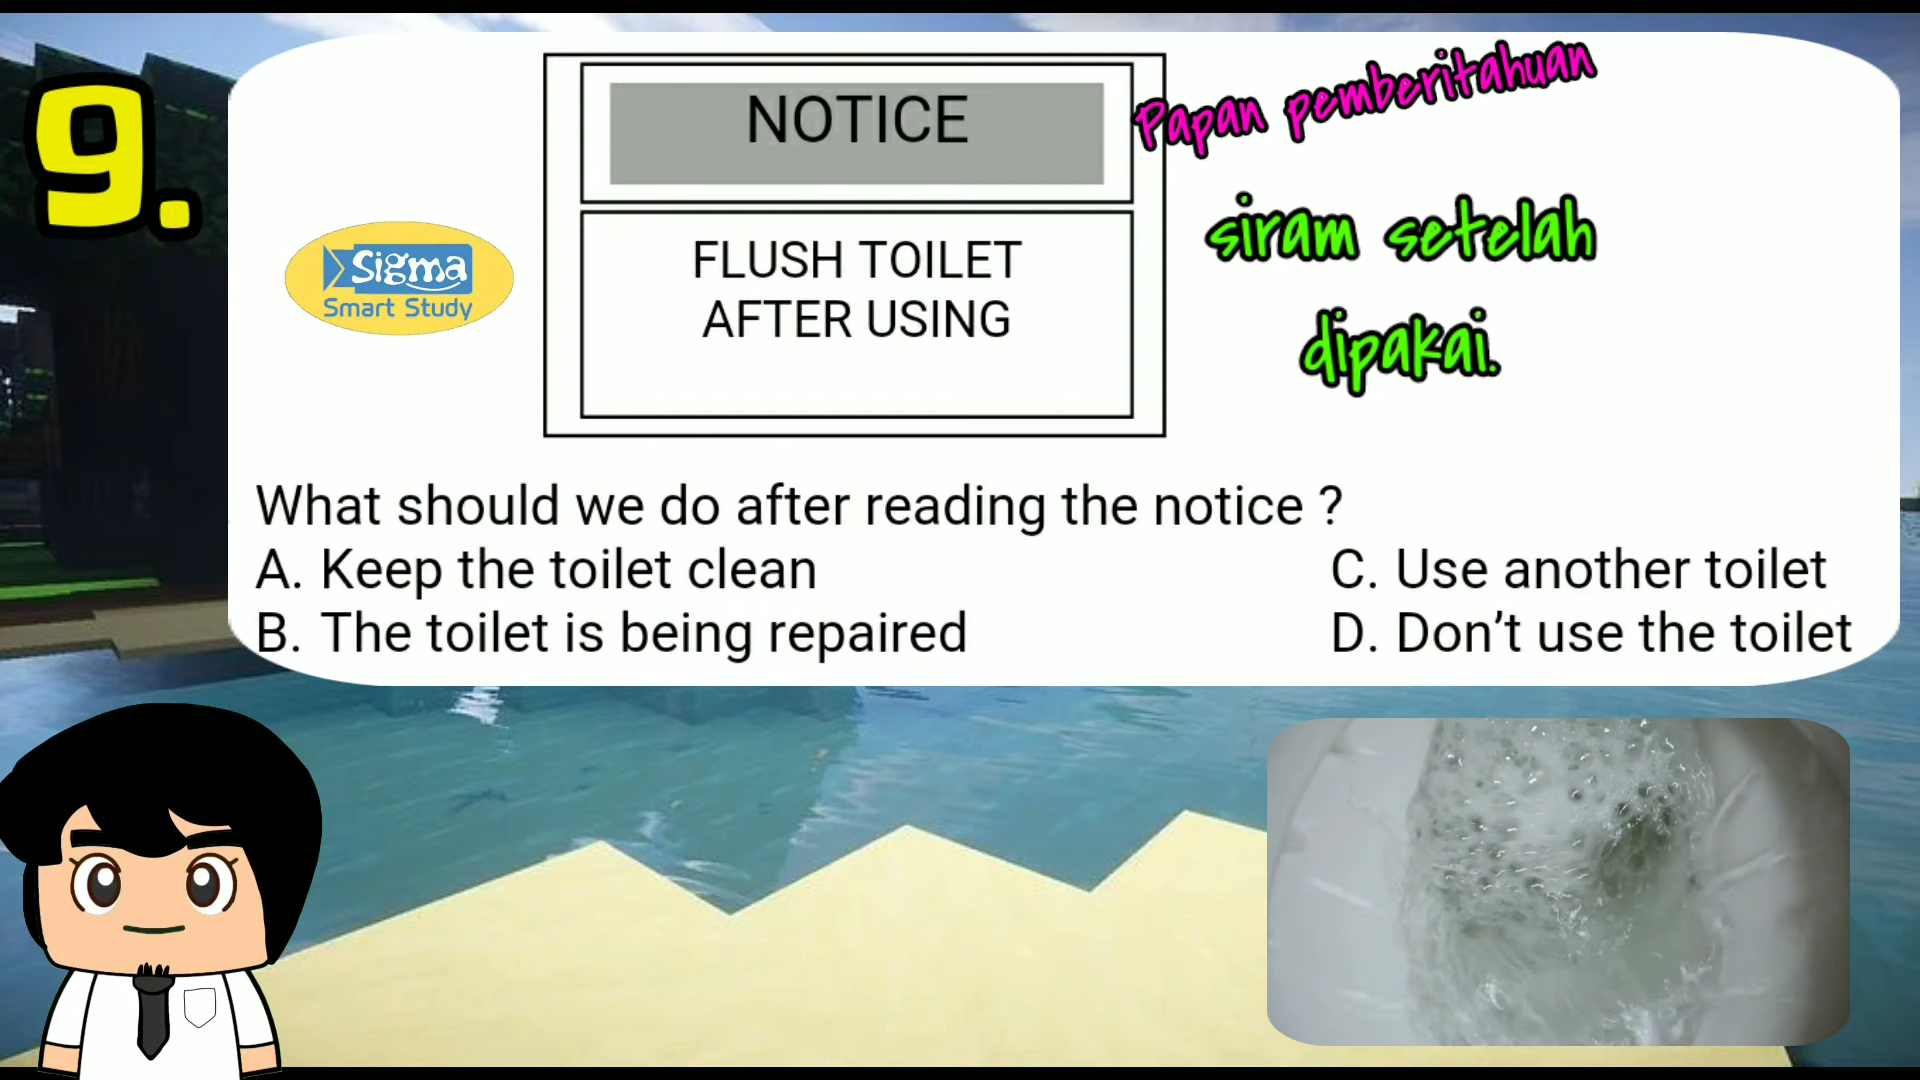 9.
NOTICE
Papan pemberitahuan
Sigma
Smart Study
FLUSH TOILET
AFTER USING
siram setelah
dipakai.
What should we do after reading the notice ?
A. Keep the toilet clean
B. The toilet is being repaired
C. Use another toilet
D. Don’t use the toilet